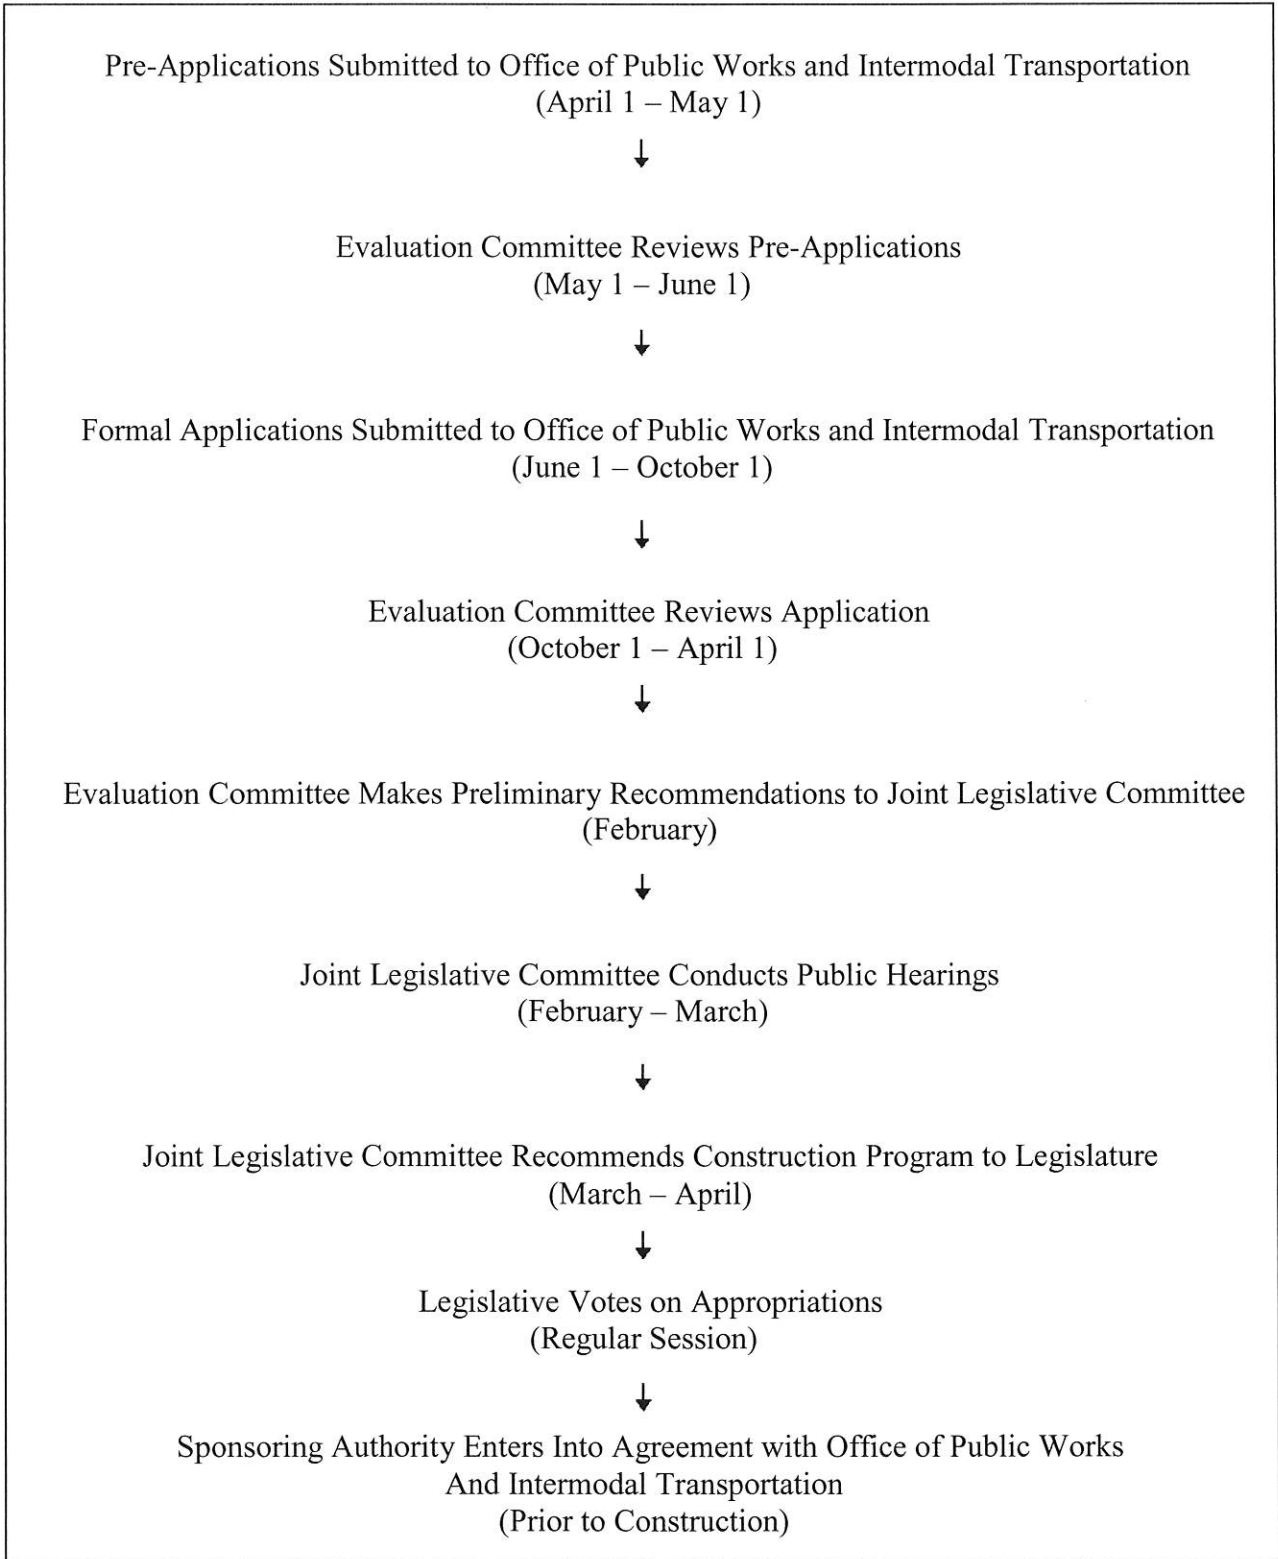 Pre-Applications Submitted to Office of Public Works and Intermodal Transportation
(April 1 – May 1)
↓
Evaluation Committee Reviews Pre-Applications
(May 1 – June 1)
↓
Formal Applications Submitted to Office of Public Works and Intermodal Transportation
(June 1 – October 1)
↓
Evaluation Committee Reviews Application
(October 1 – April 1)
↓
Evaluation Committee Makes Preliminary Recommendations to Joint Legislative Committee
(February)
↓
Joint Legislative Committee Conducts Public Hearings
(February – March)
↓
Joint Legislative Committee Recommends Construction Program to Legislature
(March – April)
↓
Legislative Votes on Appropriations
(Regular Session)
↓
Sponsoring Authority Enters Into Agreement with Office of Public Works
And Intermodal Transportation
(Prior to Construction)